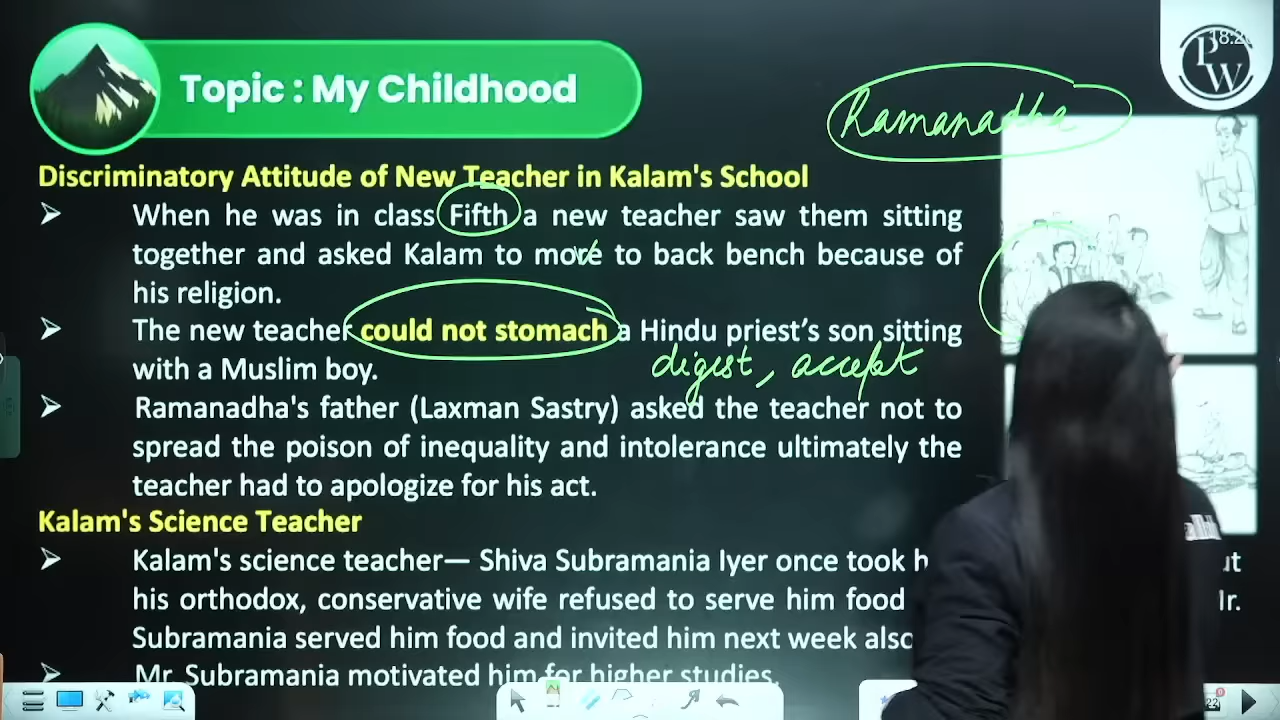 18:2
PW
Topic : My Childhood
Ramanadha
Discriminatory Attitude of New Teacher in Kalam's School
When he was in class Fifth a new teacher saw them sitting
together and asked Kalam to more to back bench because of
his religion.
The new teacher could not stomach a Hindu priest's son sitting
digest, accept
with a Muslim boy.
Ramanadha's father (Laxman Sastry) asked the teacher not to
spread the poison of inequality and intolerance ultimately the
teacher had to apologize for his act.
Kalam's Science Teacher
Kalam's science teacher— Shiva Subramania Iyer once took
his orthodox, conservative wife refused to serve him food
Subramania served him food and invited him next week also
Mr. Subramania motivated him for higher studies.